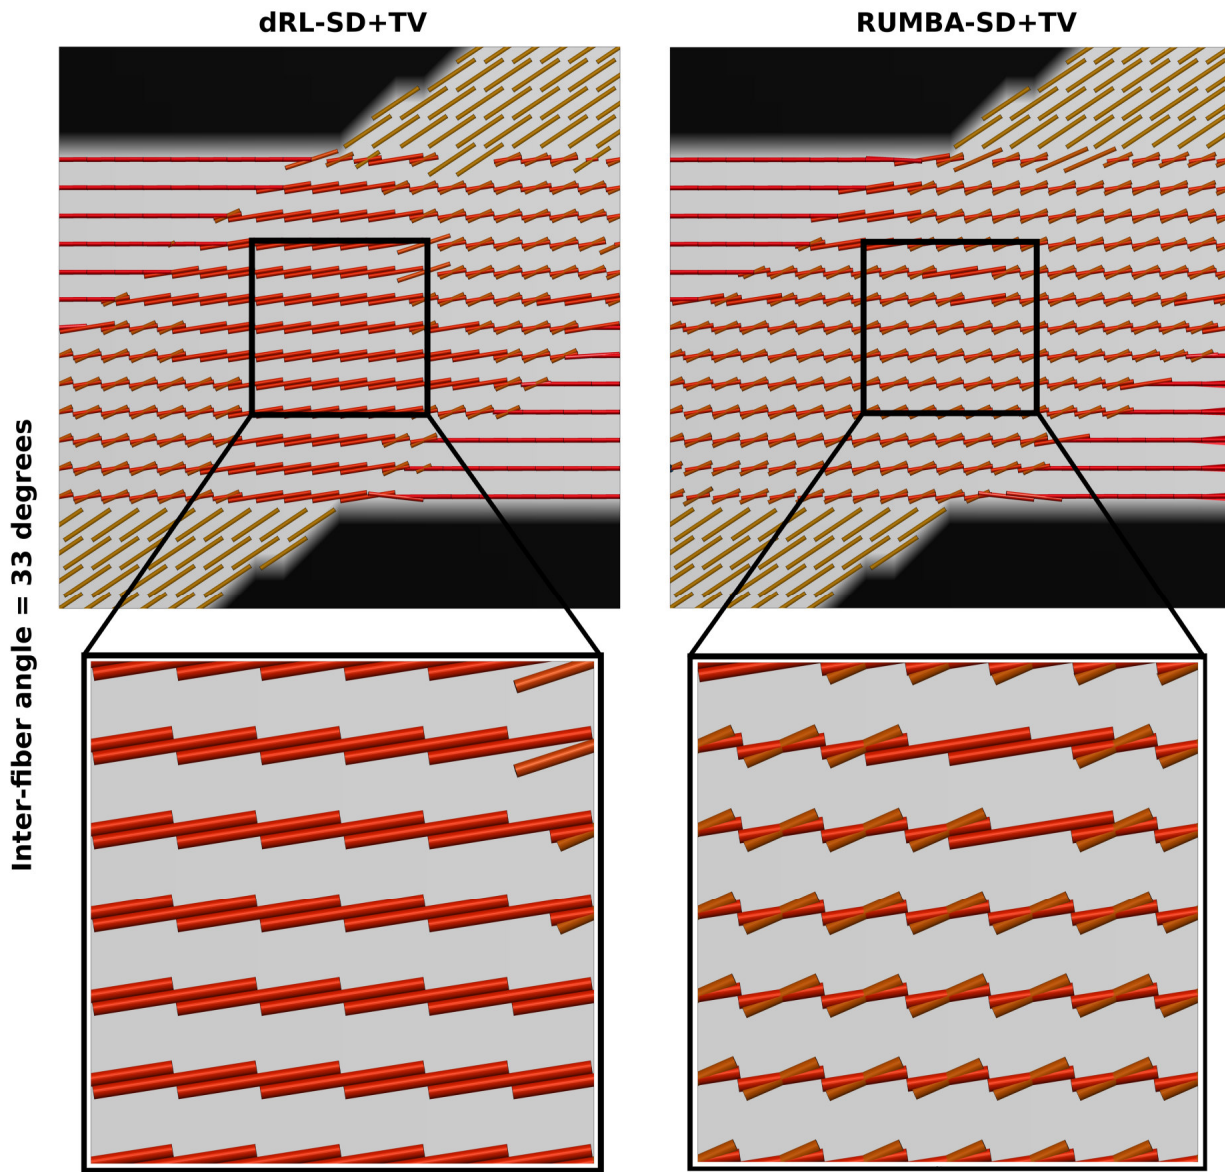 dRL-SD+TV
RUMBA-SD+TV
Inter-fiber angle = 33 degrees